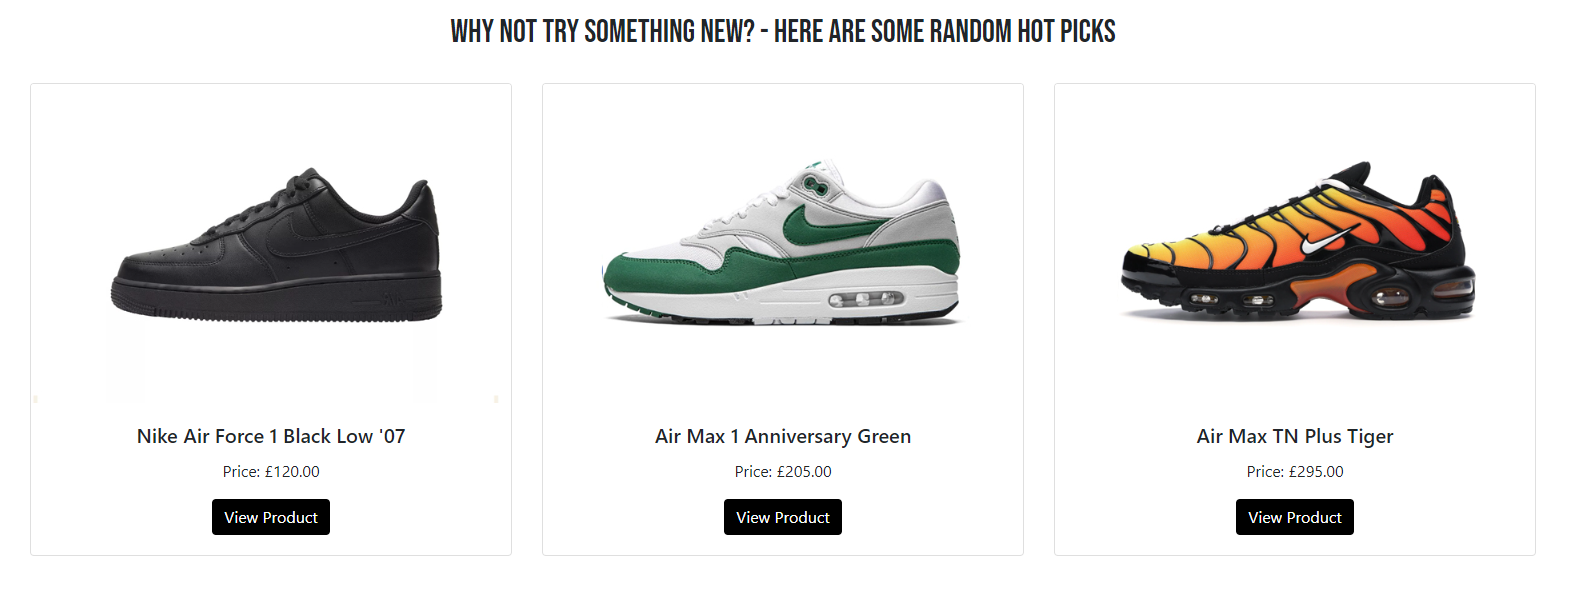 WHY NOT TRY SOMETHING NEW? - HERE ARE SOME RANDOM HOT PICKS
Nike Air Force 1 Black Low '07
Price: £120.00
View Product
Air Max 1 Anniversary Green
Price: £205.00
View Product
Air Max TN Plus Tiger
Price: £295.00
View Product